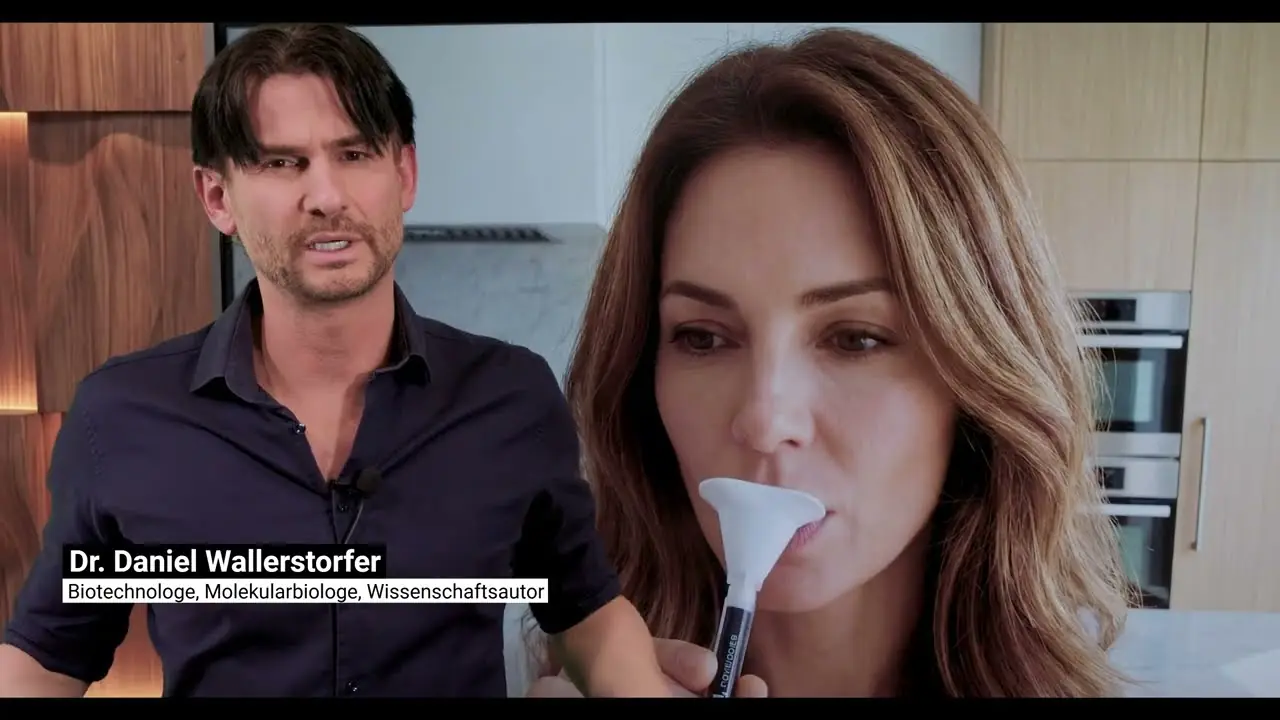 Dr. Daniel Wallerstorfer
Biotechnologe, Molekularbiologe, Wissenschaftsautor